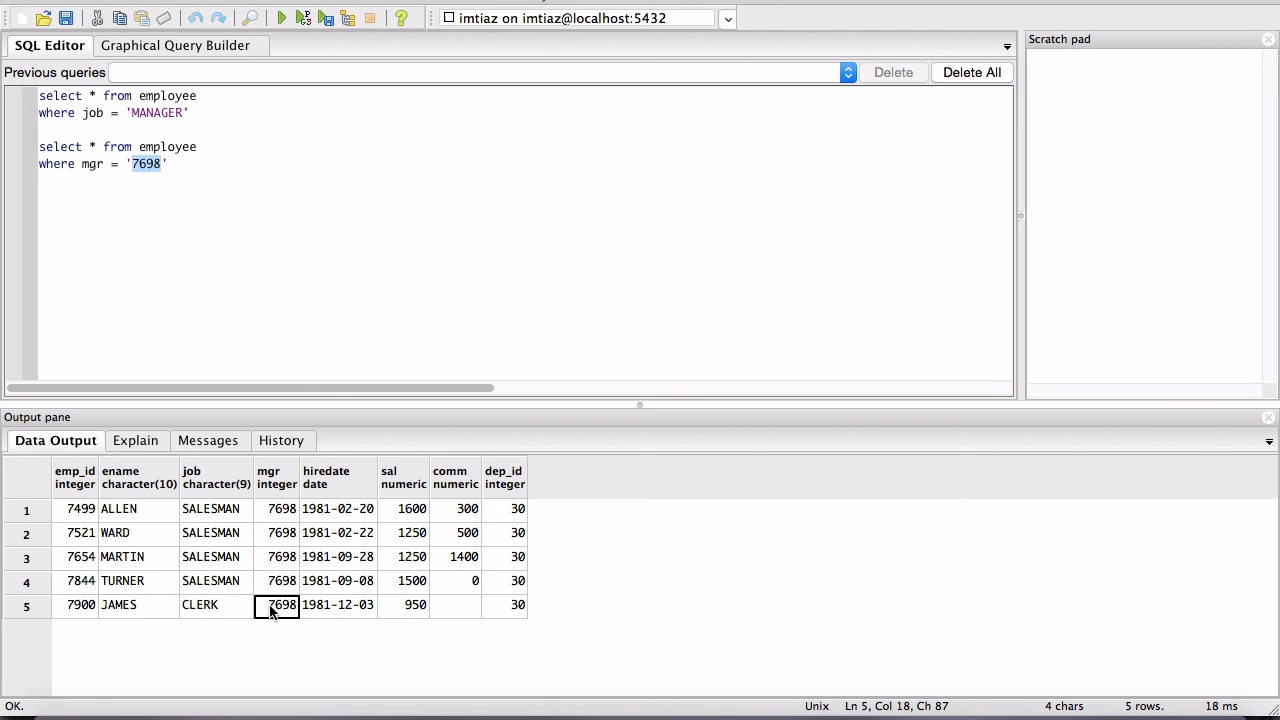 imtiaz on imtiaz@localhost:5432
SQL Editor Graphical Query Builder
Scratch pad
Previous queries Delete Delete All
select * from employee
where job = 'MANAGER'
select * from employee
where mgr = '7698'
Output pane
Data Output Explain Messages History
emp_id ename job mgr hiredate sal comm dep_id
integer character(10) character(9) integer date numeric numeric integer
1 7499 ALLEN SALESMAN 7698 1981-02-20 1600 300 30
2 7521 WARD SALESMAN 7698 1981-02-22 1250 500 30
3 7654 MARTIN SALESMAN 7698 1981-09-28 1250 1400 30
4 7844 TURNER SALESMAN 7698 1981-09-08 1500 0 30
5 7900 JAMES CLERK 7698 1981-12-03 950 30
OK. Unix Ln 5, Col 18, Ch 87 4 chars 5 rows. 18 ms